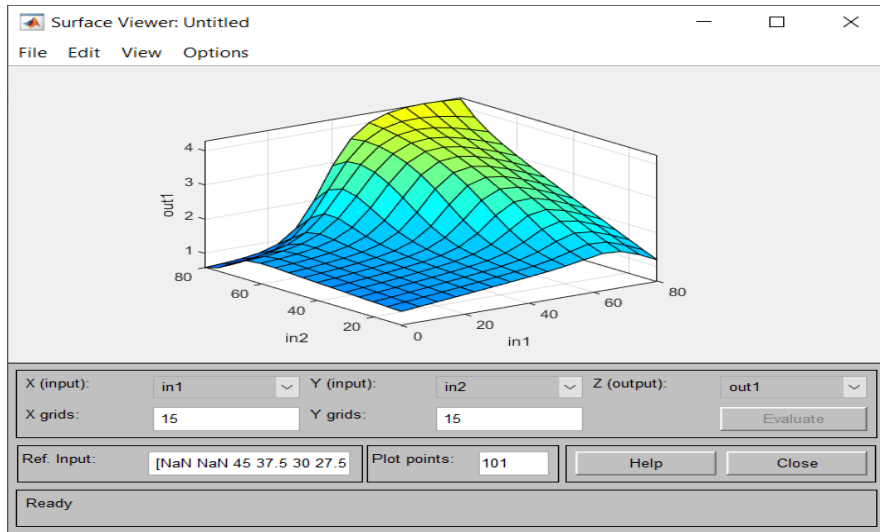 Surface Viewer: Untitled
File Edit View Options
4
3
2
1
out1
80
60
40
20
in2
0
20
40
60
80
in1
X (input): in1 Y (input): in2 Z (output): out1
X grids: 15 Y grids: 15 Evaluate
Ref. Input: [NaN NaN 45 37.5 30 27.5 Plot points: 101 Help Close
Ready